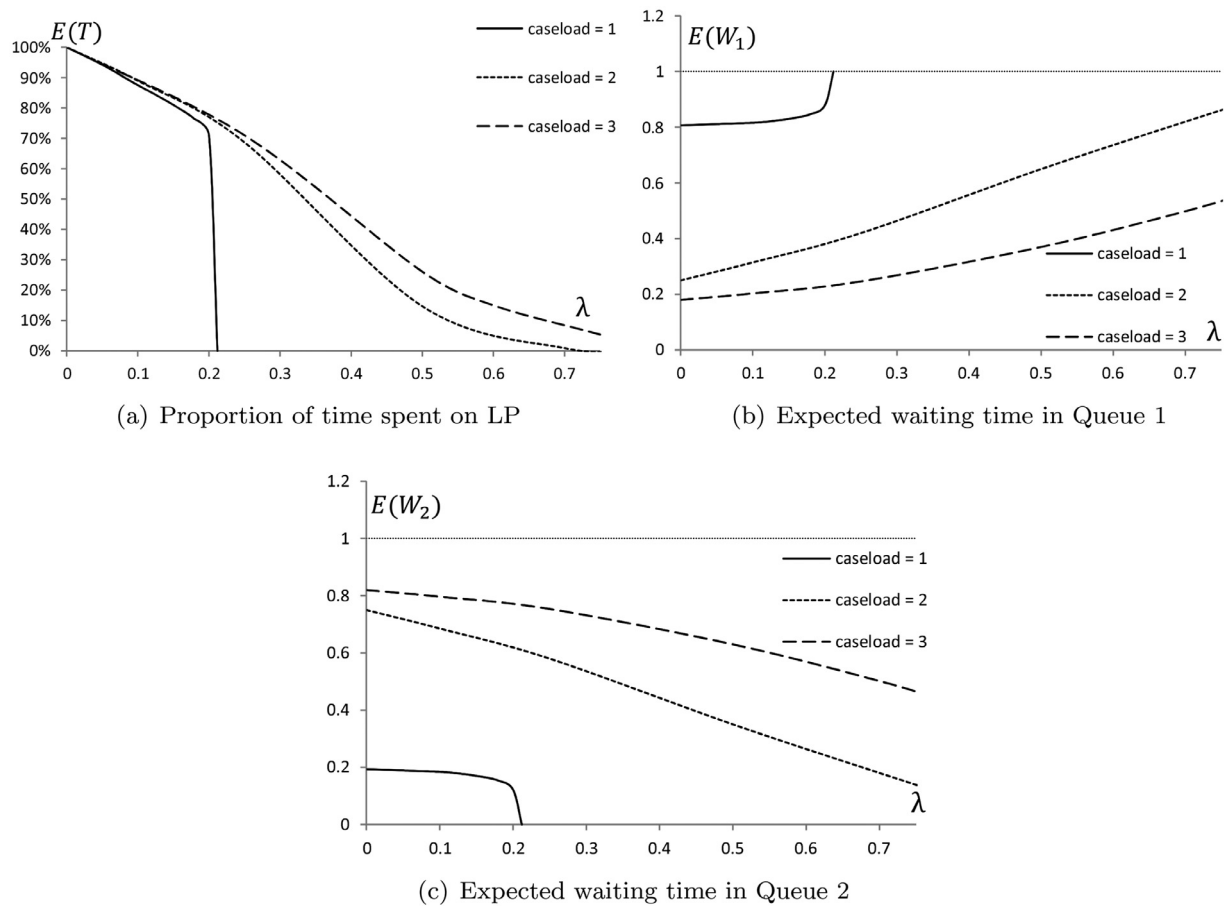 E(T)
100%
90%
80%
70%
60%
50%
40%
30%
20%
10%
0%
0 0.1 0.2 0.3 0.4 0.5 0.6 0.7
λ
caseload = 1
caseload = 2
caseload = 3
(a) Proportion of time spent on LP
E(W₁)
1.2
1
0.8
0.6
0.4
0.2
0
0 0.1 0.2 0.3 0.4 0.5 0.6 0.7
caseload = 1
caseload = 2
caseload = 3
λ
(b) Expected waiting time in Queue 1
E(W₂)
1.2
1
0.8
0.6
0.4
0.2
0
0 0.1 0.2 0.3 0.4 0.5 0.6 0.7
caseload = 1
caseload = 2
caseload = 3
λ
(c) Expected waiting time in Queue 2